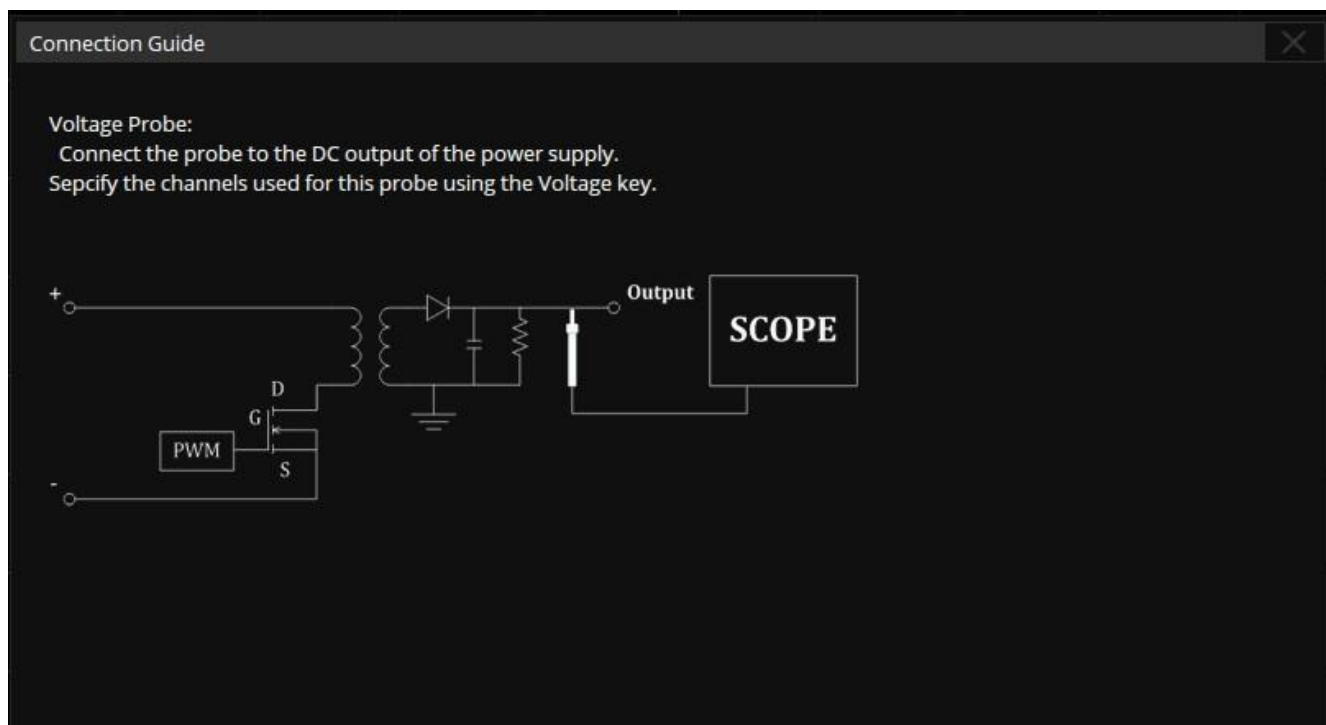 Connection Guide
Voltage Probe:
Connect the probe to the DC output of the power supply.
Sepcify the channels used for this probe using the Voltage key.
+
Output
SCOPE
D
G
PWM
S
-